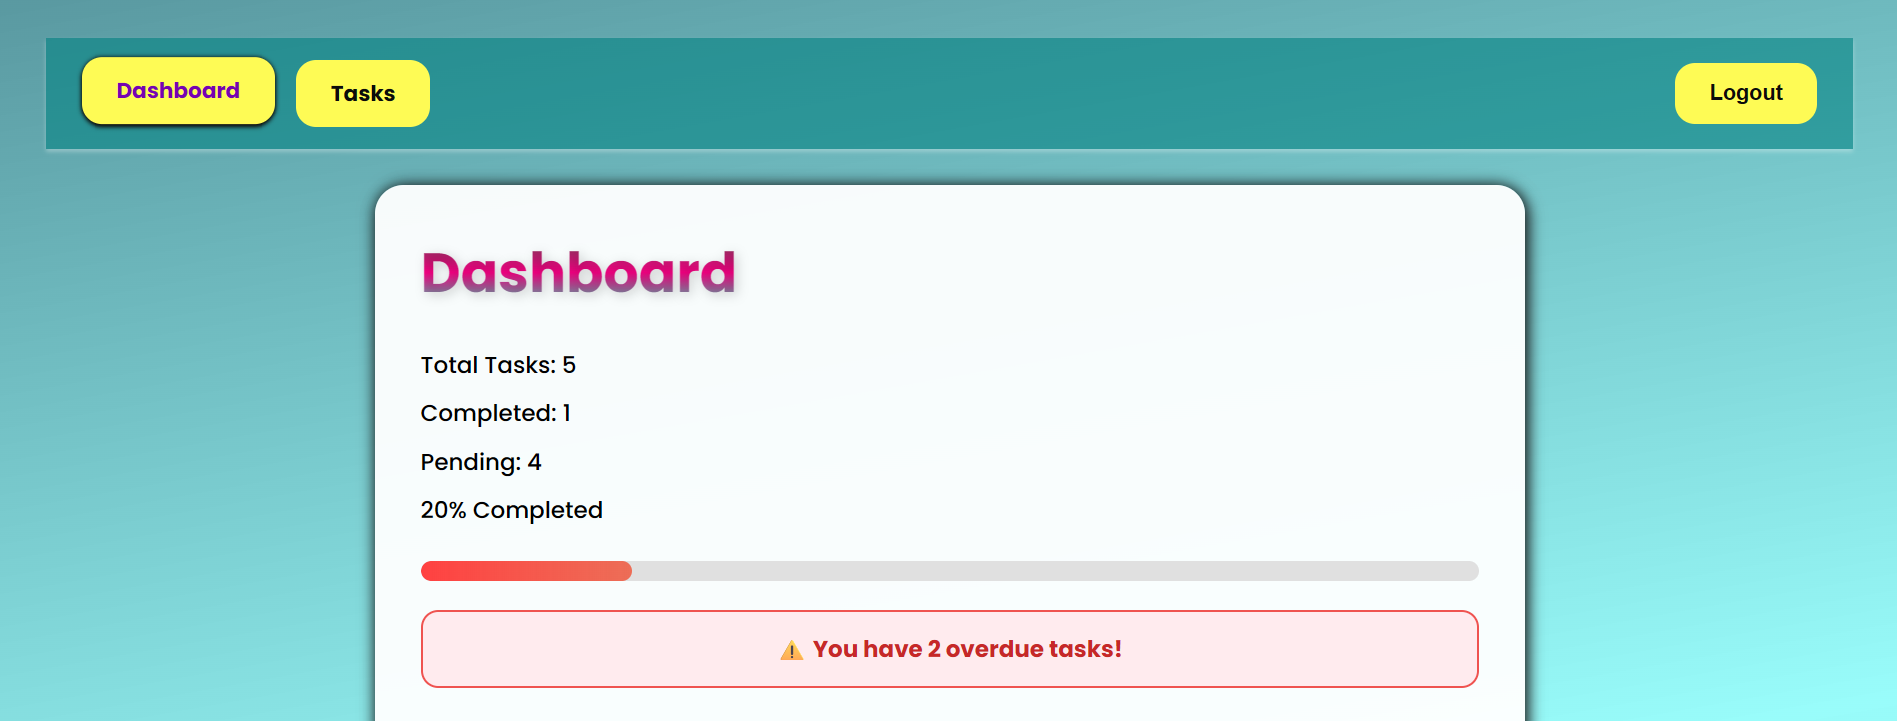 Dashboard
Tasks
Logout
Dashboard
Total Tasks: 5
Completed: 1
Pending: 4
20% Completed
⚠️ You have 2 overdue tasks!